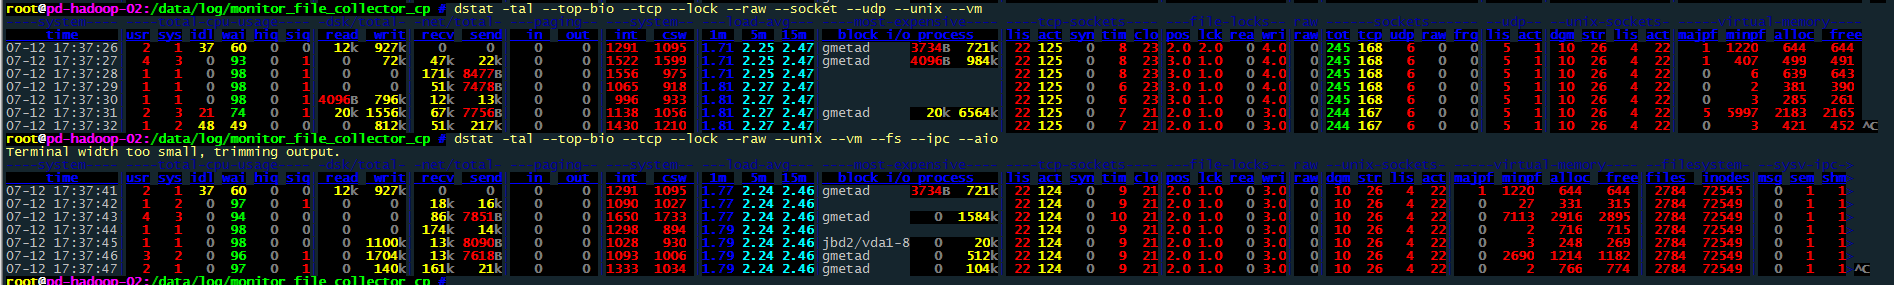 root@pd-hadoop-02:/data/log/monitor_file_collector_cp # dstat -tal --top-bio --tcp --lock --raw --socket --udp --unix --vm
----system---- ----total-cpu-usage---- -dsk/total- -net/total- ---paging-- ---system-- ---load-avg--- ----most-expensive---- ----tcp-sockets---- ---file-locks-- raw ------sockets------ --udp-- --unix-sockets-- -----virtual-memory----
time |usr sys idl wai hiq siq| read writ| recv send| in out | int csw | 1m 5m 15m | block i/o process |lis act syn tim clo|pos lck rea wri|raw|tot tcp udp raw frg|lis act|dgm str lis act|majpf minpf alloc free
07-12 17:37:26| 2 1 37 60 0 0| 12k 927k| 0 0 | 0 0 |1291 1095 |1.71 2.25 2.47|gmetad 3734B 721k| 22 125 0 8 23|2.0 2.0 0 4.0| 0|245 168 6 0 0| 5 1| 10 26 4 22| 1 1220 644 644
07-12 17:37:27| 4 3 0 93 0 1| 0 72k| 47k 22k| 0 0 |1522 1599 |1.71 2.25 2.47|gmetad 4096B 984k| 22 125 0 6 23|2.0 1.0 0 4.0| 0|245 168 6 0 0| 5 1| 10 26 4 22| 1 407 499 491
07-12 17:37:28| 1 1 0 98 0 0| 0 0 | 171k 8477B| 0 0 |1556 975 |1.71 2.25 2.47| | 22 125 0 8 23|3.0 1.0 0 3.0| 0|245 168 6 0 0| 5 1| 10 26 4 22| 0 6 639 643
07-12 17:37:29| 1 1 0 98 0 1| 0 0 | 51k 7478B| 0 0 |1065 918 |1.71 2.27 2.47| | 22 125 0 6 23|3.0 1.0 0 3.0| 0|245 168 6 0 0| 5 1| 10 26 4 22| 0 2 381 390
07-12 17:37:30| 1 1 0 98 0 0|4096B 796k| 12k 13k| 0 0 | 996 933 |1.81 2.27 2.47| | 22 125 0 6 23|2.0 1.0 0 3.0| 0|245 168 6 0 0| 5 1| 10 26 4 22| 0 3 285 261
07-12 17:37:31| 2 3 21 74 0 1| 20k 1556k| 67k 7756B| 0 0 |1138 1056 |1.81 2.27 2.47|gmetad 20k 6564k| 22 125 0 7 21|2.0 1.0 0 3.0| 0|244 167 6 0 0| 5 1| 10 26 4 22| 5 5997 2183 2165
07-12 17:37:32| 1 1 48 49 0 0| 0 812k| 51k 217k| 0 0 |1430 1210 |1.81 2.27 2.47| | 22 125 0 7 21|2.0 1.0 0 3.0| 0|244 167 6 0 0| 5 1| 10 26 4 22| 0 3 421 452 ^C
root@pd-hadoop-02:/data/log/monitor_file_collector_cp # dstat -tal --top-bio --tcp --lock --raw --unix --vm --fs --ipc --aio
Terminal width too small, trimming output.
----system---- ----total-cpu-usage---- -dsk/total- -net/total- ---paging-- ---system-- ---load-avg--- ----most-expensive---- ----tcp-sockets---- ---file-locks-- raw --unix-sockets-- -----virtual-memory---- -filesystem- --sysv-ipc->
time |usr sys idl wai hiq siq| read writ| recv send| in out | int csw | 1m 5m 15m | block i/o process |lis act syn tim clo|pos lck rea wri|raw|dgm str lis act|majpf minpf alloc free|files inodes|msg sem shm>
07-12 17:37:41| 2 1 37 60 0 0| 12k 927k| 0 0 | 0 0 |1291 1095 |1.77 2.24 2.46|gmetad 3734B 721k| 22 124 0 9 21|2.0 1.0 0 3.0| 0| 10 26 4 22| 1 1220 644 644| 2784 72545| 0 1 1>
07-12 17:37:42| 1 2 0 97 0 1| 0 0 | 18k 16k| 0 0 |1090 1027 |1.77 2.24 2.46| | 22 124 0 9 21|2.0 1.0 0 3.0| 0| 10 26 4 22| 0 27 331 315| 2784 72549| 0 1 1>
07-12 17:37:43| 4 3 0 94 0 0| 0 0 | 86k 7851B| 0 0 |1650 1733 |1.77 2.24 2.46|gmetad 0 1584k| 22 124 0 10 21|2.0 1.0 0 3.0| 0| 10 26 4 22| 0 7113 2916 2895| 2784 72549| 0 1 1>
07-12 17:37:44| 1 1 0 98 0 0| 0 0 | 174k 14k| 0 0 |1298 894 |1.79 2.24 2.46| | 22 124 0 9 21|2.0 1.0 0 3.0| 0| 10 26 4 22| 0 2 716 715| 2784 72549| 0 1 1>
07-12 17:37:45| 1 1 0 98 0 0| 0 1100k| 13k 8090B| 0 0 |1028 930 |1.79 2.24 2.46|jbd2/vda1-8 0 20k| 22 124 0 9 21|2.0 1.0 0 3.0| 0| 10 26 4 22| 0 3 248 269| 2784 72549| 0 1 1>
07-12 17:37:46| 3 2 0 96 0 0| 0 1704k| 13k 7618B| 0 0 |1093 1006 |1.79 2.24 2.46|gmetad 0 512k| 22 124 0 9 21|2.0 1.0 0 3.0| 0| 10 26 4 22| 0 2690 1214 1182| 2784 72549| 0 1 1>
07-12 17:37:47| 2 1 0 96 0 0| 0 140k| 161k 21k| 0 0 |1333 1034 |1.79 2.24 2.46|gmetad 0 104k| 22 124 0 9 21|2.0 1.0 0 3.0| 0| 10 26 4 22| 0 2 766 774| 2784 72549| 0 1 1> ^C
root@pd-hadoop-02:/data/log/monitor_file_collector_cp #